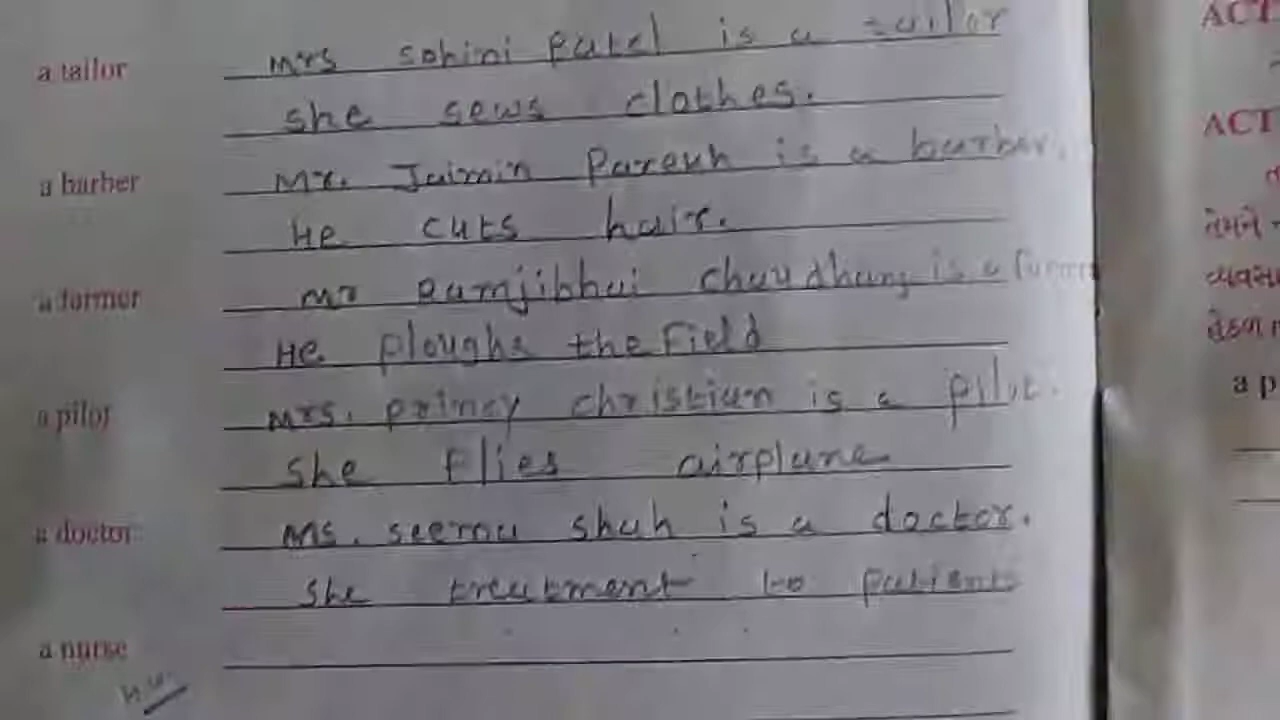 a tailor mrs sohini patel is a tailor
she sews clothes.
a barber Mr. Jaimin Parekh is a barber.
He cuts hair.
a farmer mr Ramjibhai chaudhary is a farmer
He ploughs the Field
a pilot Mrs. princy christian is a pilot.
She flies airplane
a doctor Ms. seema shah is a doctor.
She treatment to patients
a nurse
H.W.
ACT
ACT
તેમને
a p